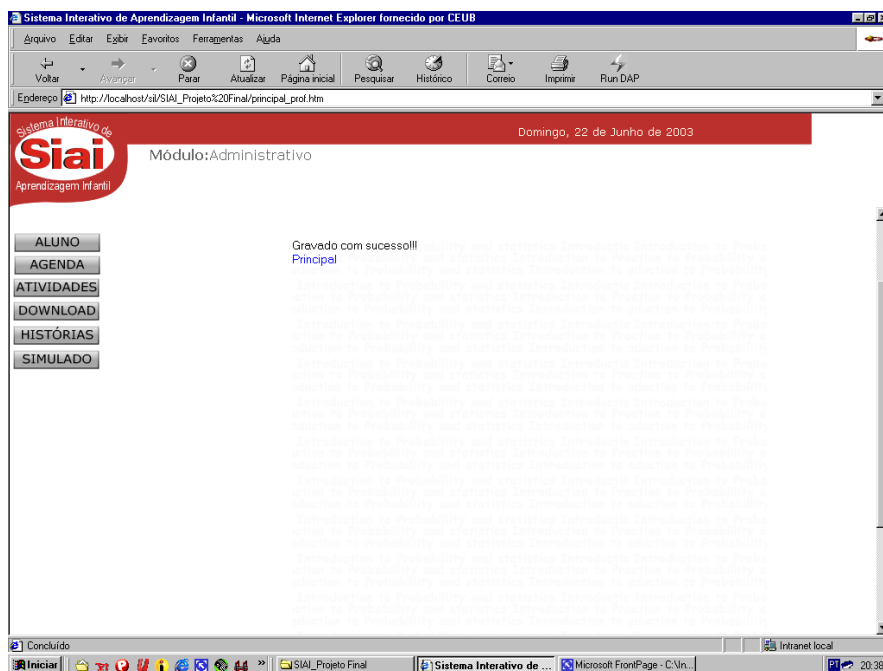 Sistema Interativo de Aprendizagem Infantil - Microsoft Internet Explorer fornecido por CEUB
Arquivo Editar Exibir Favoritos Ferramentas Ajuda
Voltar Avançar Parar Atualizar Página inicial Pesquisar Histórico Correio Imprimir Run DAP
Endereço http://localhost/sil/SIAI_Projeto%20Final/principal_prof.htm
Sistema Interativo de
Siai
Aprendizagem Infantil
Domingo, 22 de Junho de 2003
Módulo:Administrativo
ALUNO
AGENDA
ATIVIDADES
DOWNLOAD
HISTÓRIAS
SIMULADO
Gravado com sucesso!!!
Principal
Concluído Intranet local
Iniciar » SIAI_Projeto Final Sistema Interativo de ... Microsoft FrontPage - C:\In... PT 20:38